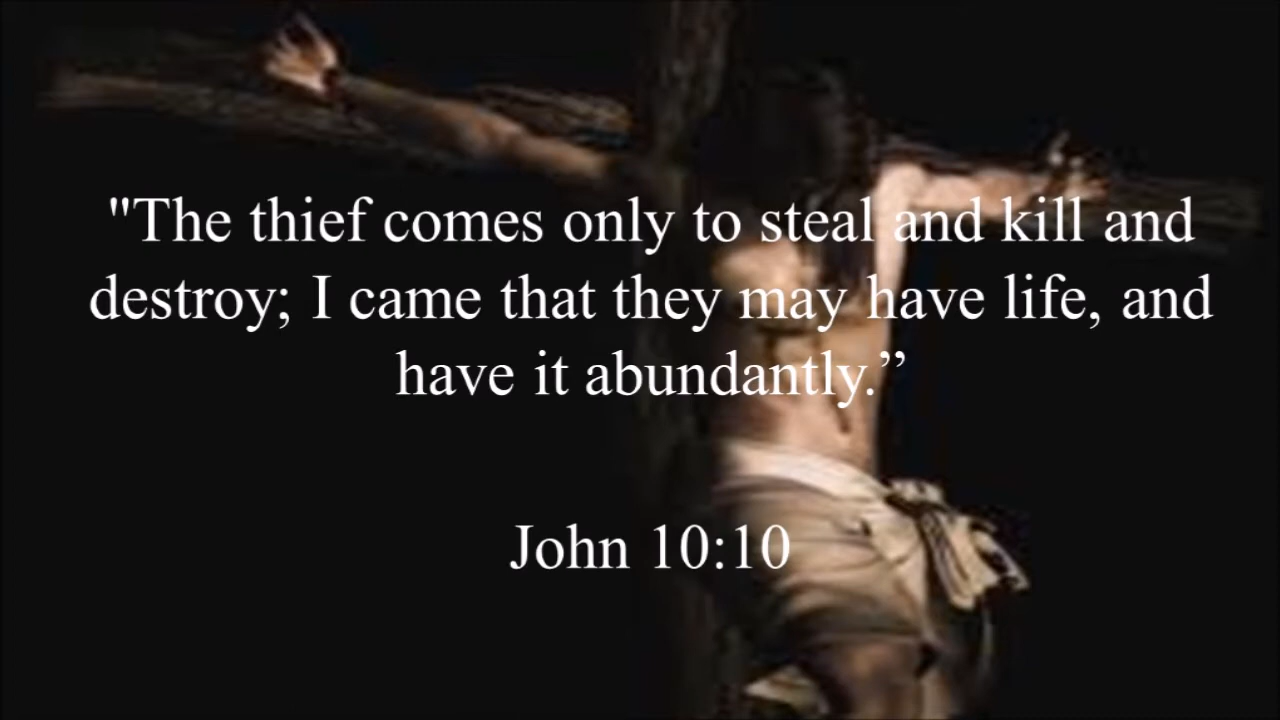 "The thief comes only to steal and kill and
destroy; I came that they may have life, and
have it abundantly.”
John 10:10